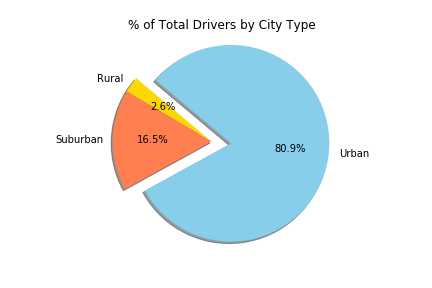 % of Total Drivers by City Type
Rural
2.6%
Suburban
16.5%
80.9%
Urban